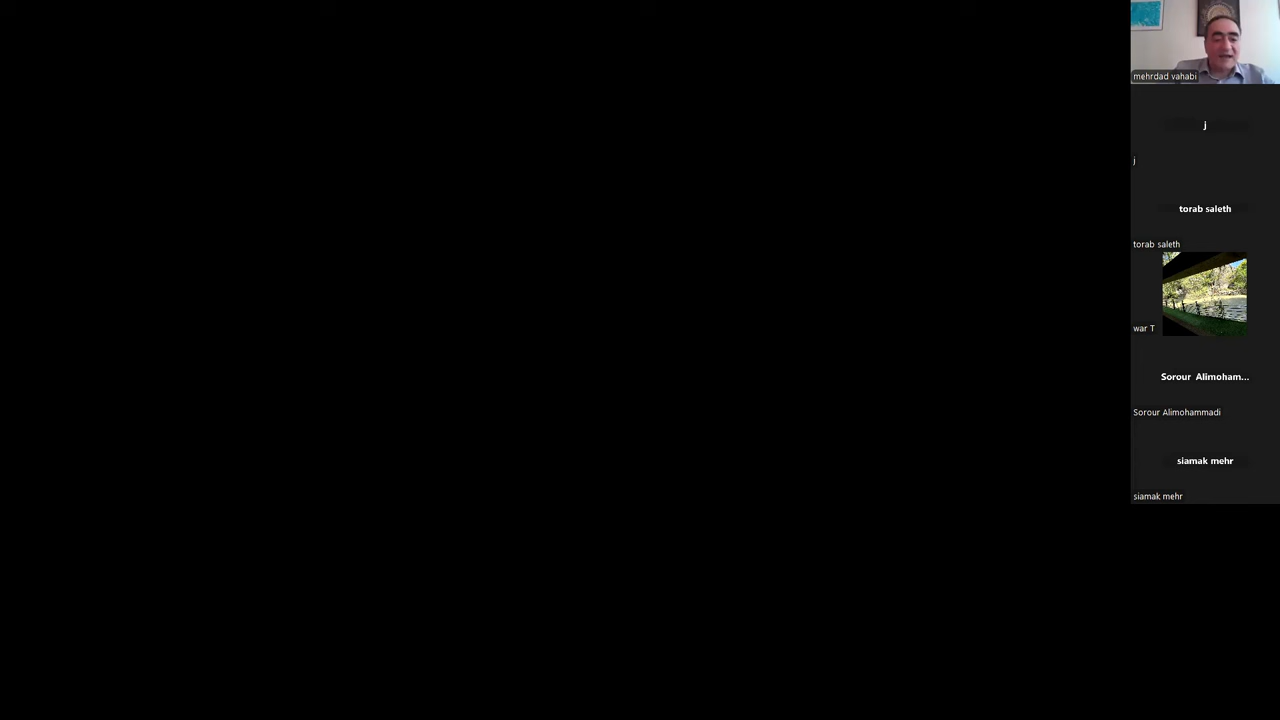 mehrdad vahabi
j
j
torab saleth
torab saleth
war T
Sorour Alimoham...
Sorour Alimohammadi
siamak mehr
siamak mehr